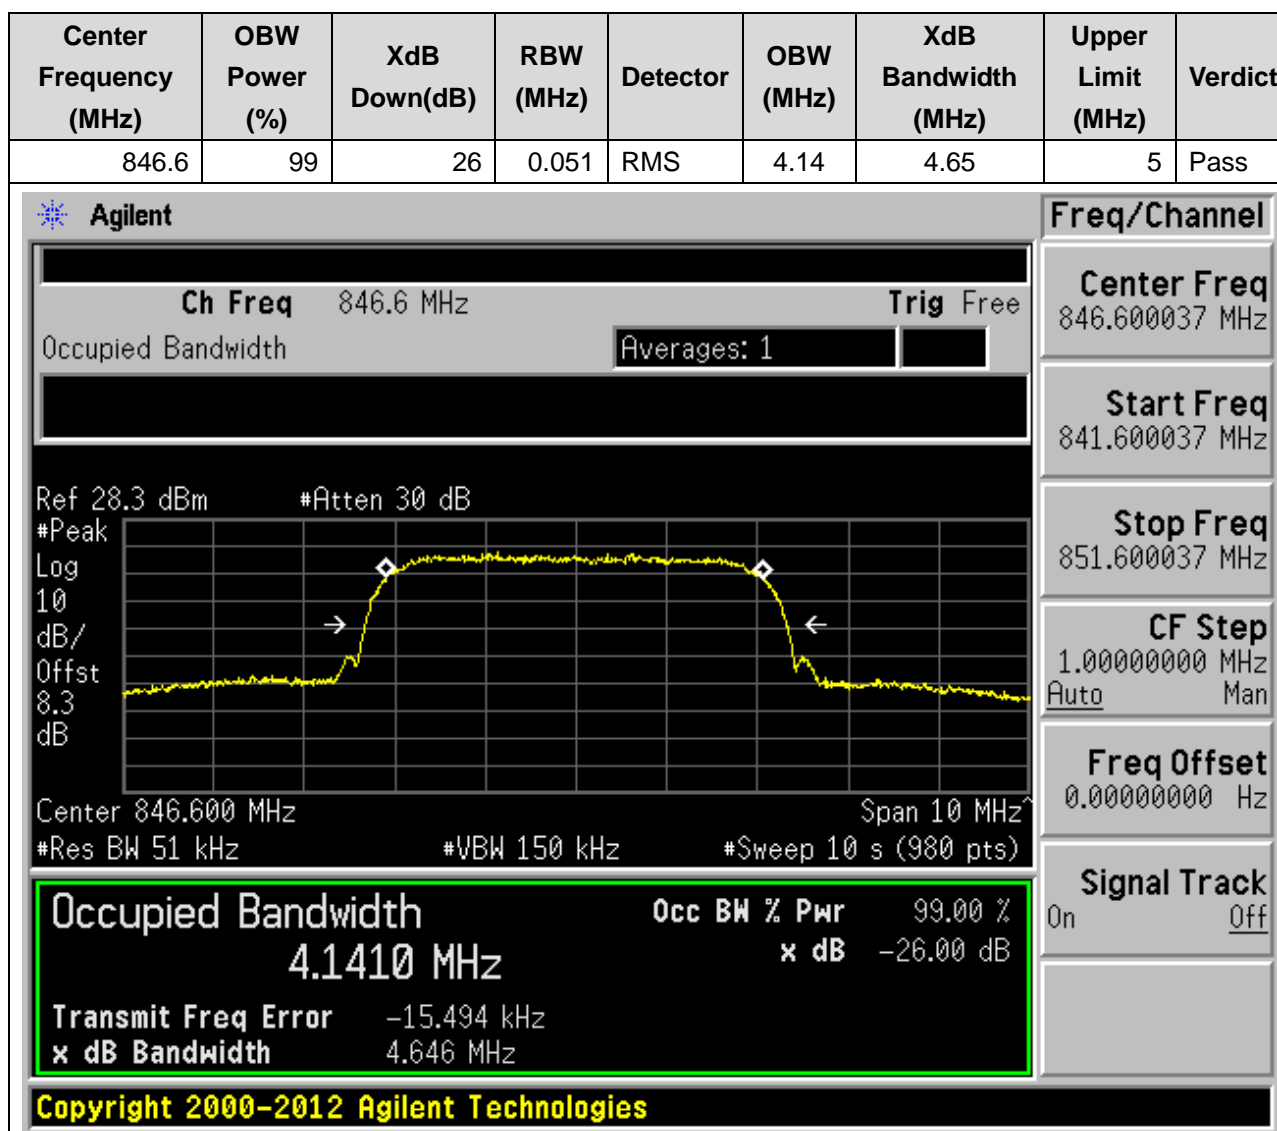 Center Frequency (MHz) OBW Power (%) XdB Down(dB) RBW (MHz) Detector OBW (MHz) XdB Bandwidth (MHz) Upper Limit (MHz) Verdict
846.6 99 26 0.051 RMS 4.14 4.65 5 Pass
Agilent
Freq/Channel
Ch Freq 846.6 MHz Trig Free
Occupied Bandwidth Averages: 1
Center Freq
846.600037 MHz
Start Freq
841.600037 MHz
Stop Freq
851.600037 MHz
CF Step
1.00000000 MHz
Auto Man
Freq Offset
0.00000000 Hz
Signal Track
On Off
Ref 28.3 dBm #Atten 30 dB
#Peak
Log
10
dB/
Offst
8.3
dB
Center 846.600 MHz Span 10 MHz^
#Res BW 51 kHz #VBW 150 kHz #Sweep 10 s (980 pts)
Occupied Bandwidth Occ BW % Pwr 99.00 %
4.1410 MHz x dB -26.00 dB
Transmit Freq Error -15.494 kHz
x dB Bandwidth 4.646 MHz
Copyright 2000-2012 Agilent Technologies